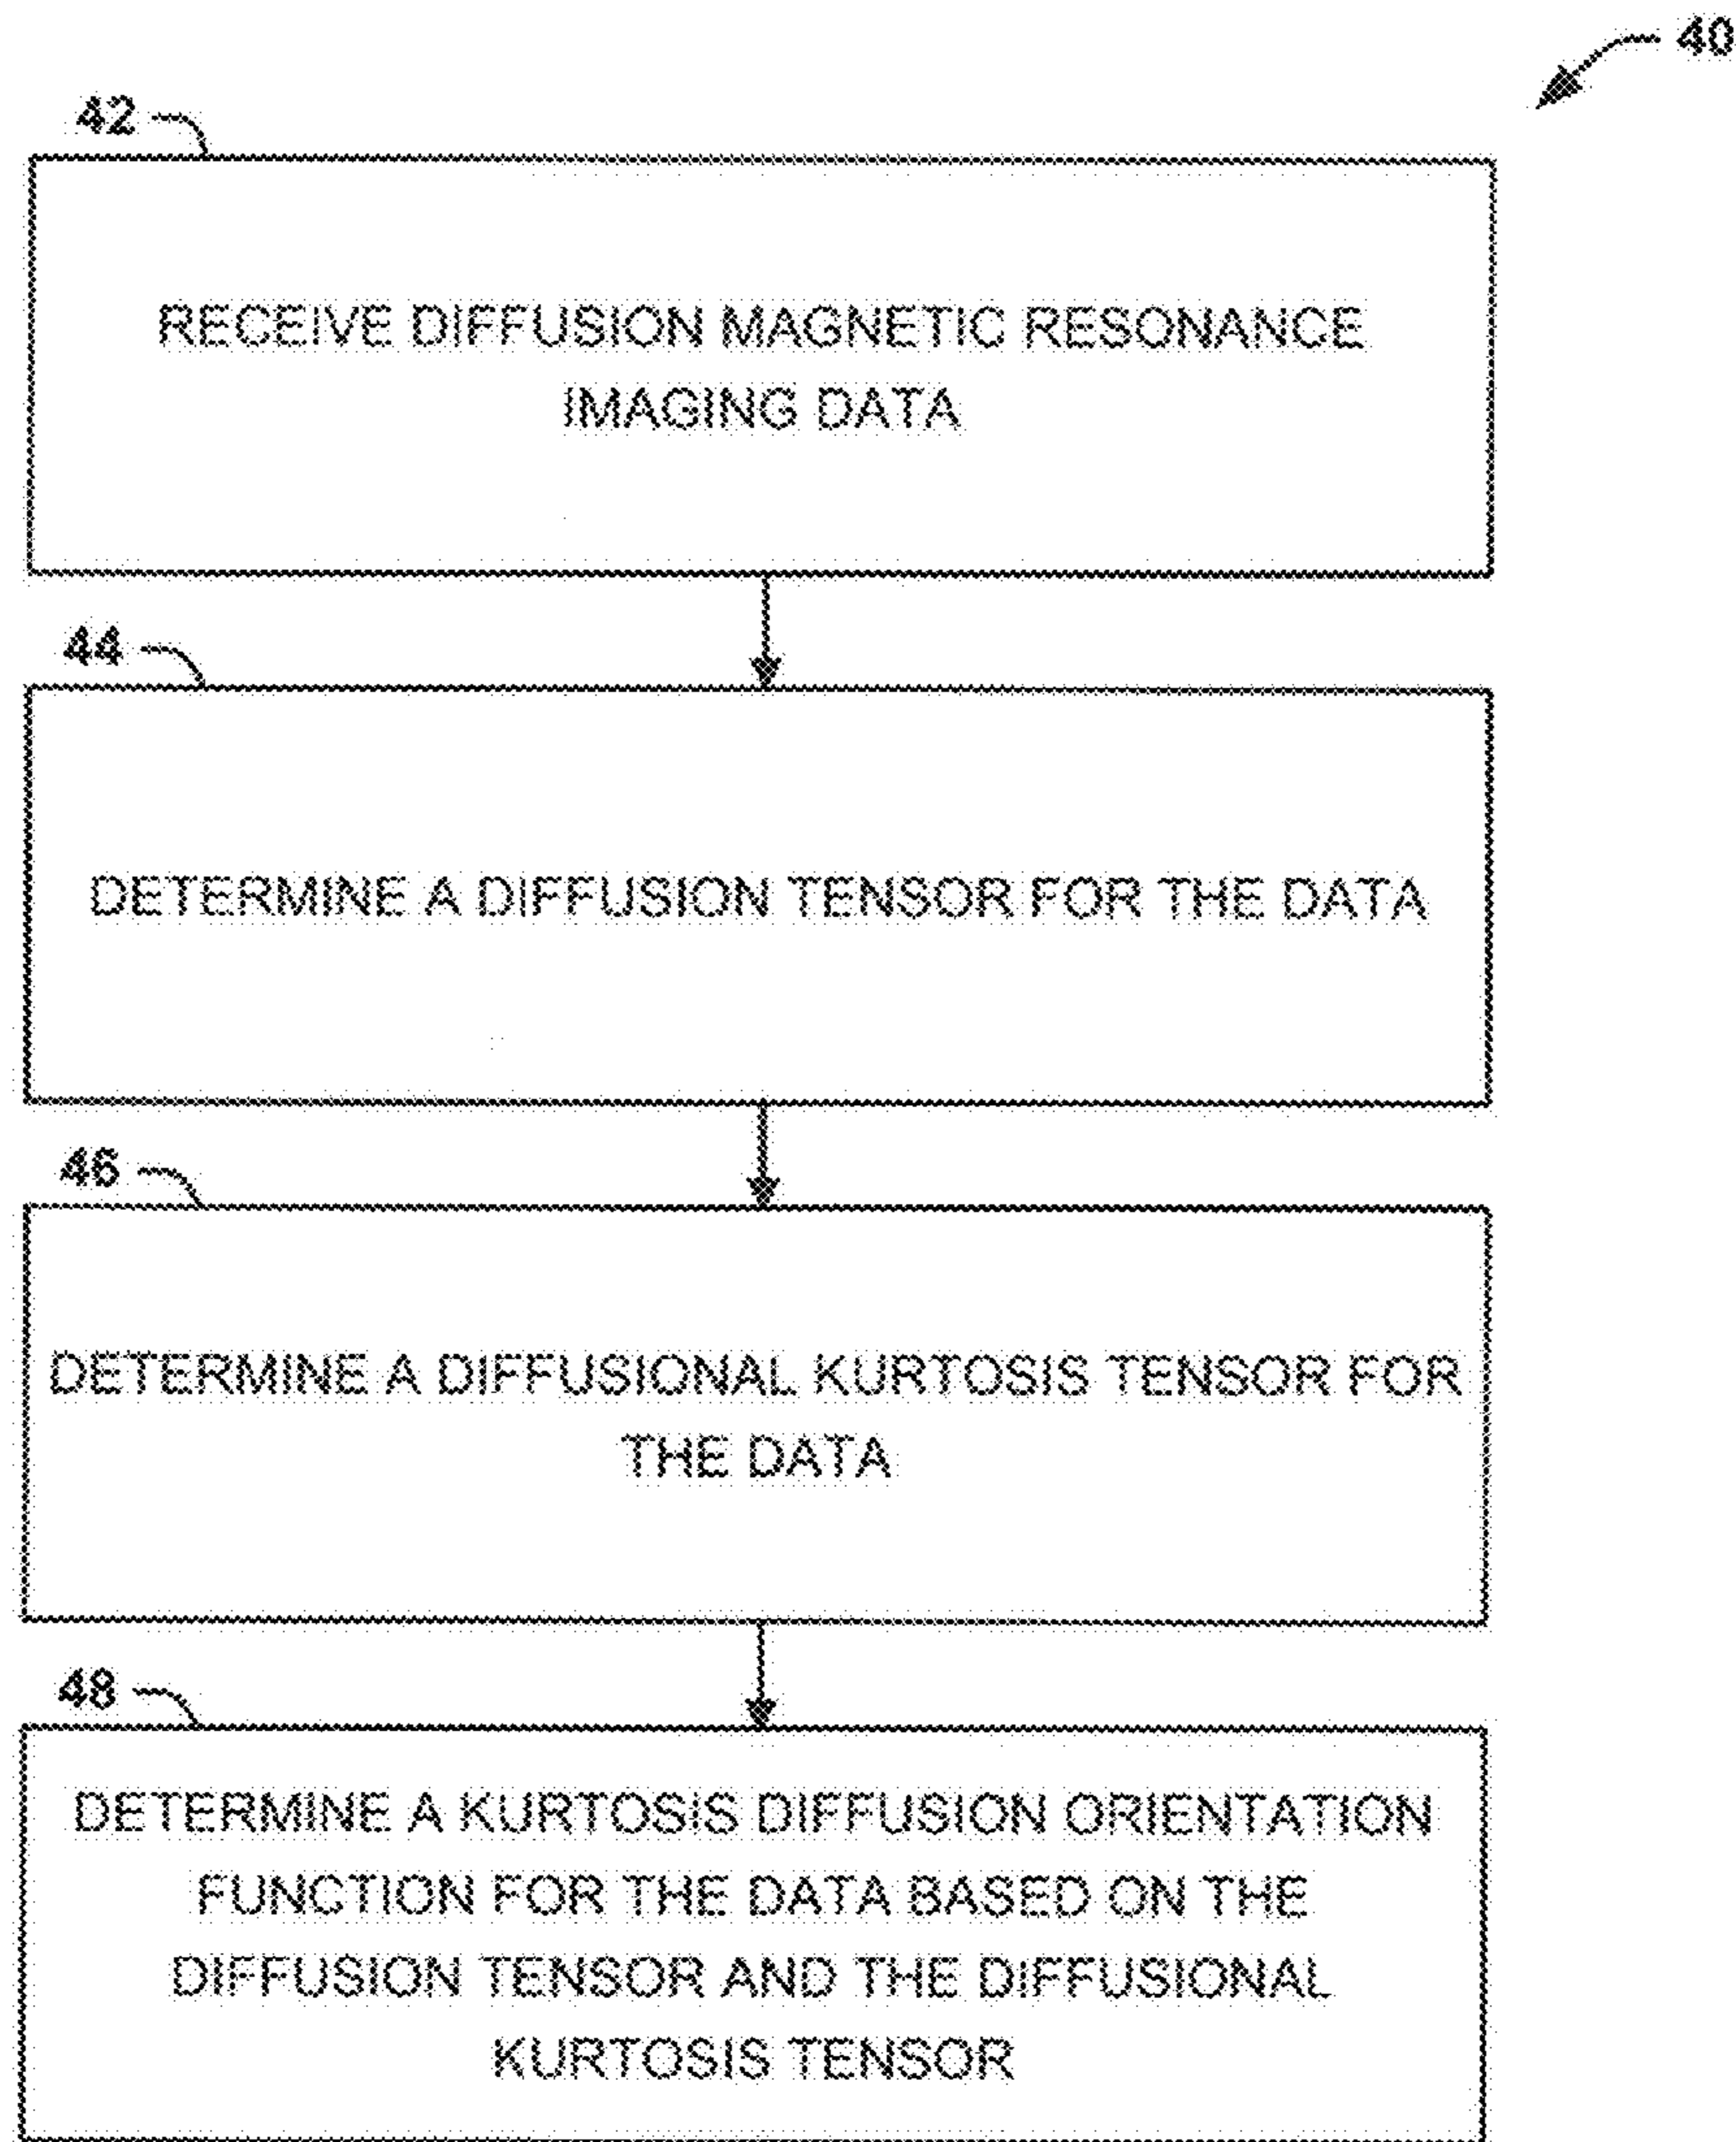 40
42
RECEIVE DIFFUSION MAGNETIC RESONANCE
IMAGING DATA
44
DETERMINE A DIFFUSION TENSOR FOR THE DATA
46
DETERMINE A DIFFUSIONAL KURTOSIS TENSOR FOR
THE DATA
48
DETERMINE A KURTOSIS DIFFUSION ORIENTATION
FUNCTION FOR THE DATA BASED ON THE
DIFFUSION TENSOR AND THE DIFFUSIONAL
KURTOSIS TENSOR